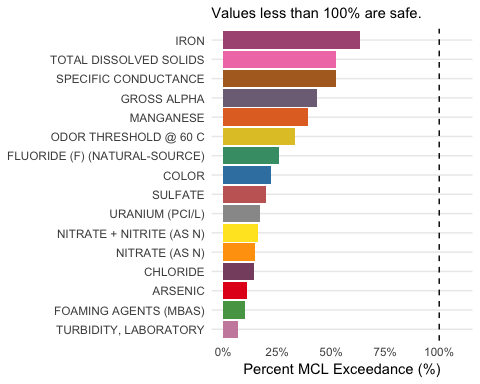 Values less than 100% are safe.
IRON
TOTAL DISSOLVED SOLIDS
SPECIFIC CONDUCTANCE
GROSS ALPHA
MANGANESE
ODOR THRESHOLD @ 60 C
FLUORIDE (F) (NATURAL-SOURCE)
COLOR
SULFATE
URANIUM (PCI/L)
NITRATE + NITRITE (AS N)
NITRATE (AS N)
CHLORIDE
ARSENIC
FOAMING AGENTS (MBAS)
TURBIDITY, LABORATORY
0% 25% 50% 75% 100%
Percent MCL Exceedance (%)